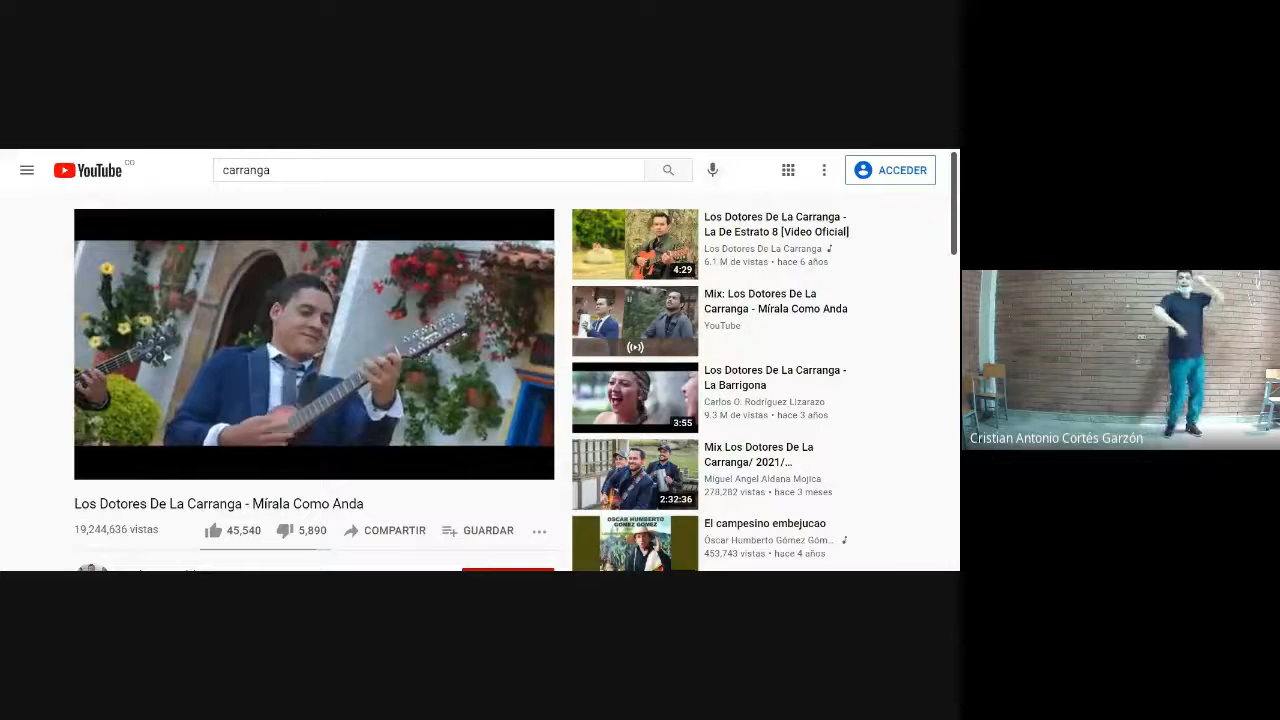 YouTube CO
carranga
ACCEDER
Los Dotores De La Carranga - Mírala Como Anda
19,244,636 vistas
45,540
5,890
COMPARTIR
GUARDAR
Los Dotores De La Carranga -
La De Estrato 8 [Video Oficial]
Los Dotores De La Carranga
6.1 M de vistas • hace 6 años
4:29
Mix: Los Dotores De La
Carranga - Mírala Como Anda
YouTube
Los Dotores De La Carranga -
La Barrigona
Carlos O. Rodríguez Lizarazo
9.3 M de vistas • hace 3 años
3:55
Mix Los Dotores De La
Carranga/ 2021/...
Miguel Angel Aldana Mojica
278,282 vistas • hace 3 meses
2:32:36
El campesino embejucao
Óscar Humberto Gómez Góm...
453,743 vistas • hace 4 años
OSCAR HUMBERTO
GÓMEZ GÓMEZ
Cristian Antonio Cortés Garzón